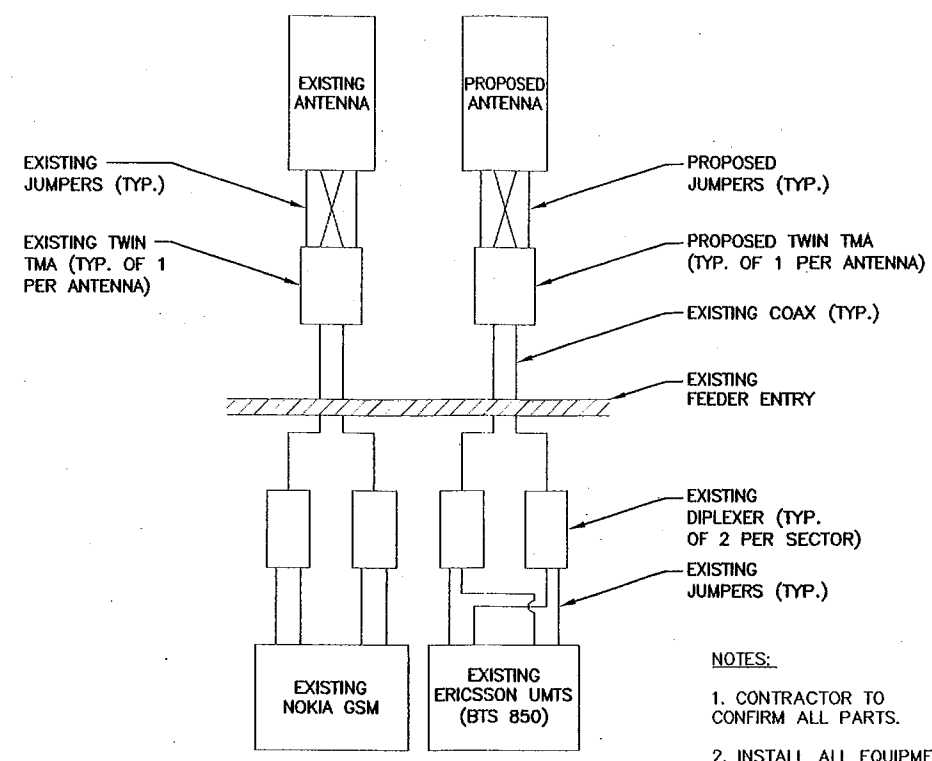 EXISTING
ANTENNA
PROPOSED
ANTENNA
EXISTING
JUMPERS (TYP.)
PROPOSED
JUMPERS (TYP.)
EXISTING TWIN
TMA (TYP. OF 1
PER ANTENNA)
PROPOSED TWIN TMA
(TYP. OF 1 PER ANTENNA)
EXISTING COAX (TYP.)
EXISTING
FEEDER ENTRY
EXISTING
DIPLEXER (TYP.
OF 2 PER SECTOR)
EXISTING
JUMPERS (TYP.)
EXISTING
NOKIA GSM
EXISTING
ERICSSON UMTS
(BTS 850)
NOTES:
1. CONTRACTOR TO
CONFIRM ALL PARTS.
2. INSTALL ALL EQUIPME